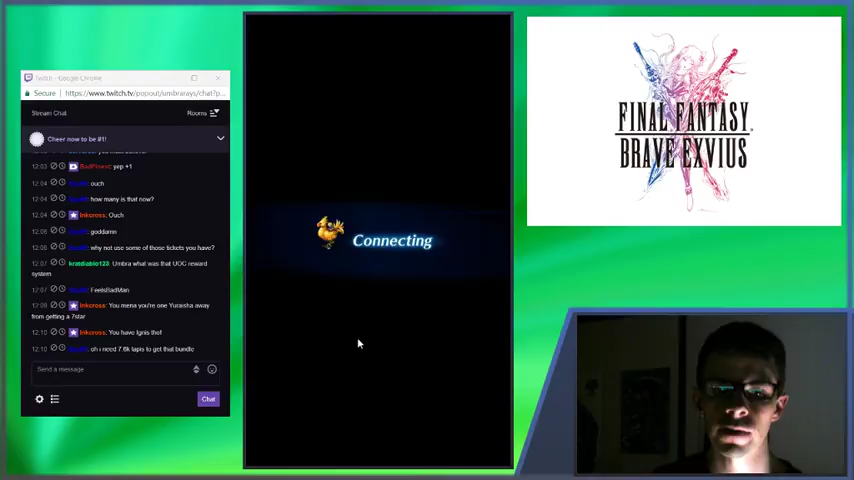 Twitch - Google Chrome
Secure https://www.twitch.tv/popout/umbrarays/chat?p...
Stream Chat
Rooms
Cheer now to be #1!
12:03 yep +1
12:04 ouch
12:04 how many is that now?
12:04 Inkcross: Ouch
12:06 goddamn
12:06 why not use some of those tickets you have?
12:07 kratdiablo123: Umbra what was that UOC reward
system
12:07 FeelsBadMan
12:09 Inkcross: You mena you're one Yuraisha away
from getting a 7star
12:10 Inkcross: You have Ignis tho!
12:10 oh i need 7.6k lapis to get that bundle
Send a message
Chat
Connecting
FINAL FANTASY
BRAVE EXVIUS